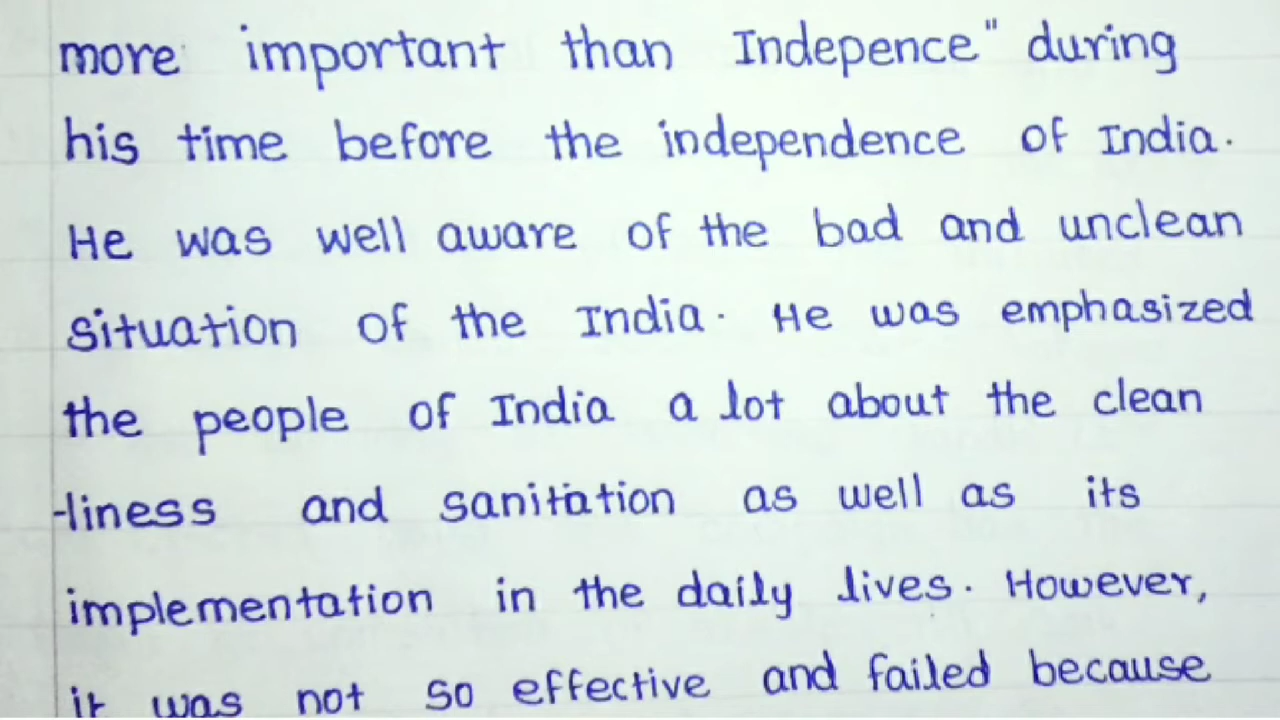 more important than Indepence" during
his time before the independence of India.
He was well aware of the bad and unclean
situation of the India. He was emphasized
the people of India a lot about the clean
-liness and sanitation as well as its
implementation in the daily lives. However,
it was not so effective and failed because